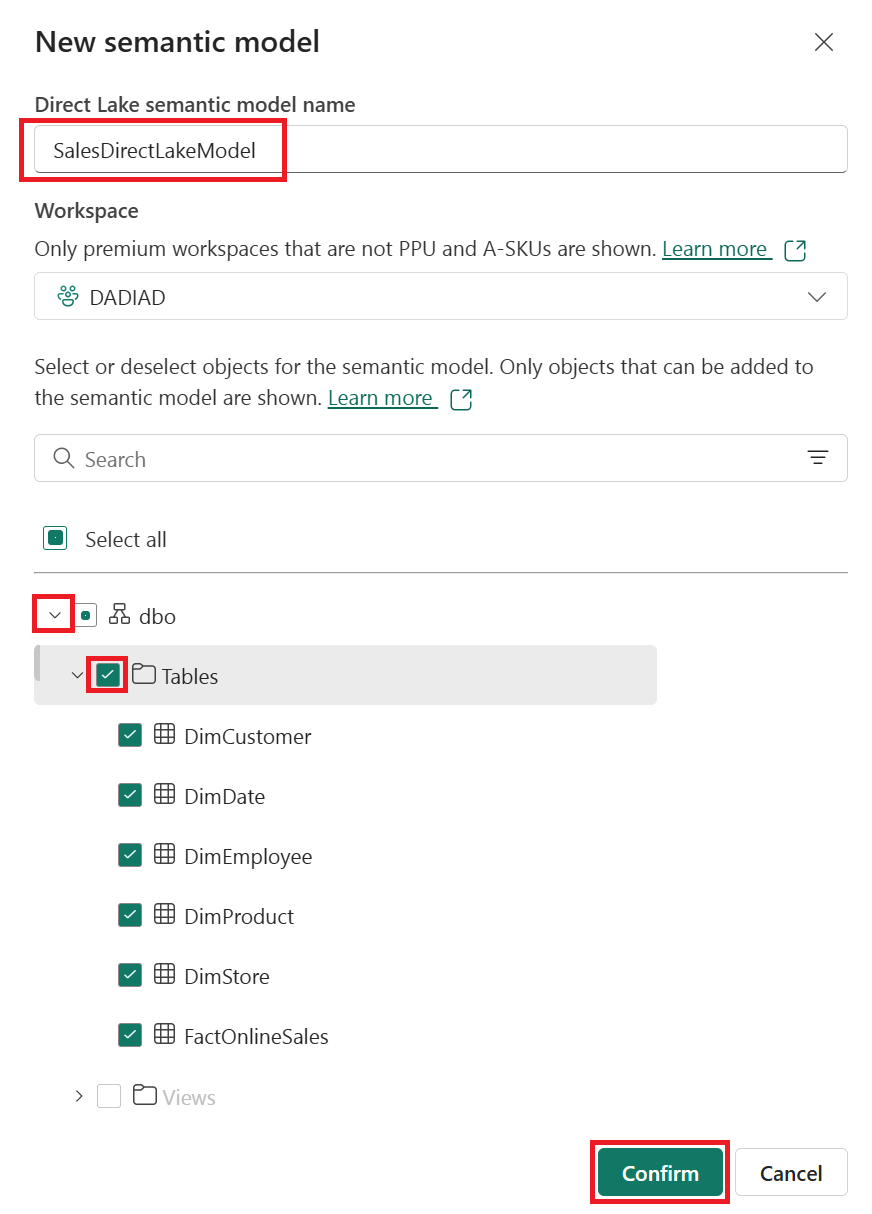 New semantic model
Direct Lake semantic model name
SalesDirectLakeModel
Workspace
Only premium workspaces that are not PPU and A-SKUs are shown. Learn more
DADIAD
Select or deselect objects for the semantic model. Only objects that can be added to
the semantic model are shown. Learn more
Search
Select all
dbo
Tables
DimCustomer
DimDate
DimEmployee
DimProduct
DimStore
FactOnlineSales
Views
Confirm Cancel